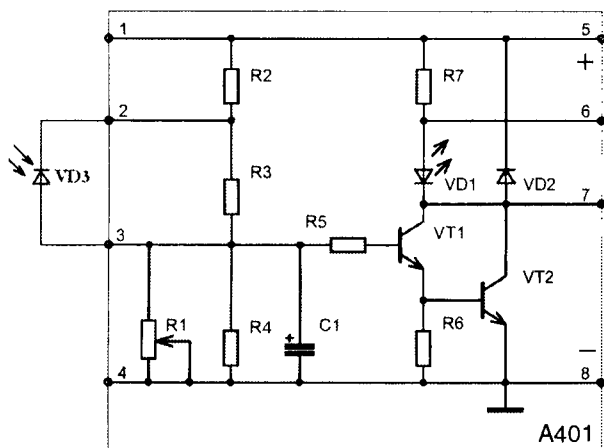 1 5
R2 R7 +
2 6
VD3 R3 VD1 VD2
7
3 R5 VT1
VT2
R1 R4 + C1 R6
4 − 8
A401